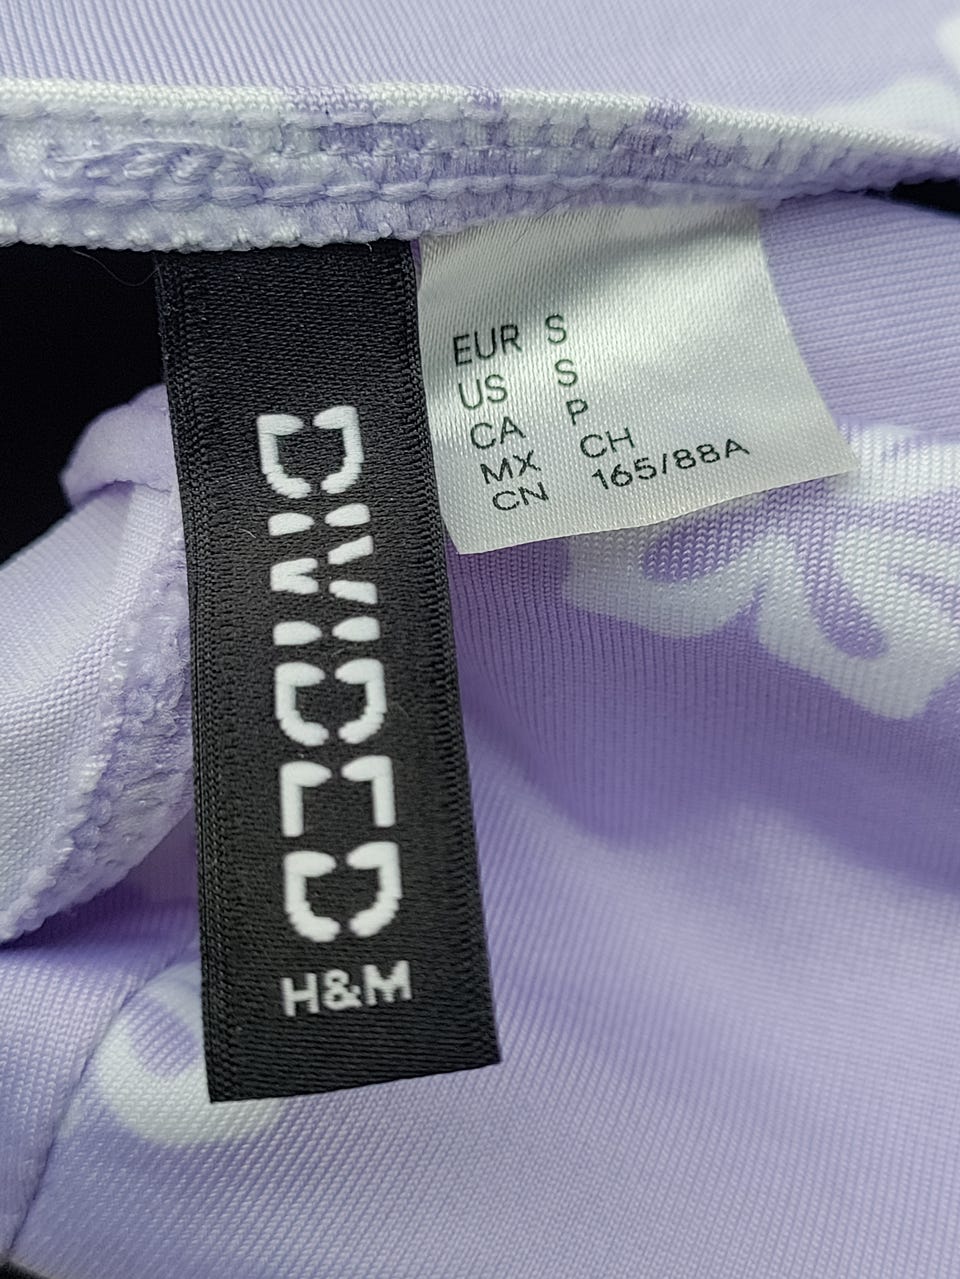 DIVIDED
H&M
EUR S
US S
CA P
MX CH
CN 165/88A